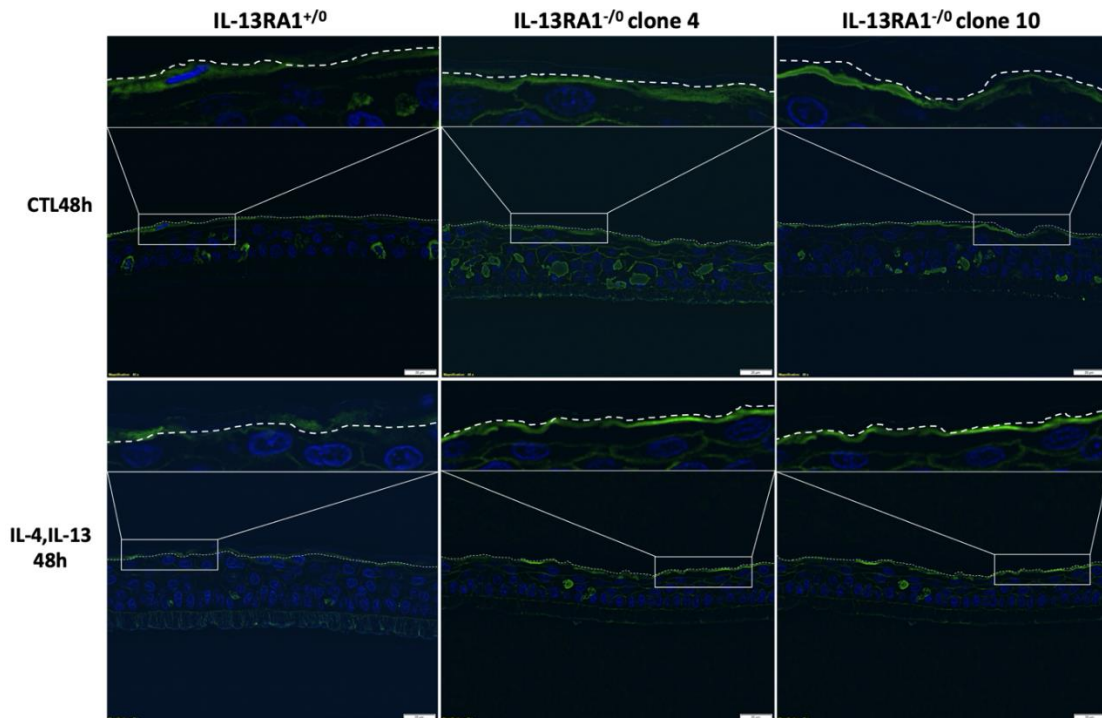 IL-13RA1+/0
IL-13RA1-/0 clone 4
IL-13RA1-/0 clone 10
CTL48h
IL-4,IL-13
48h